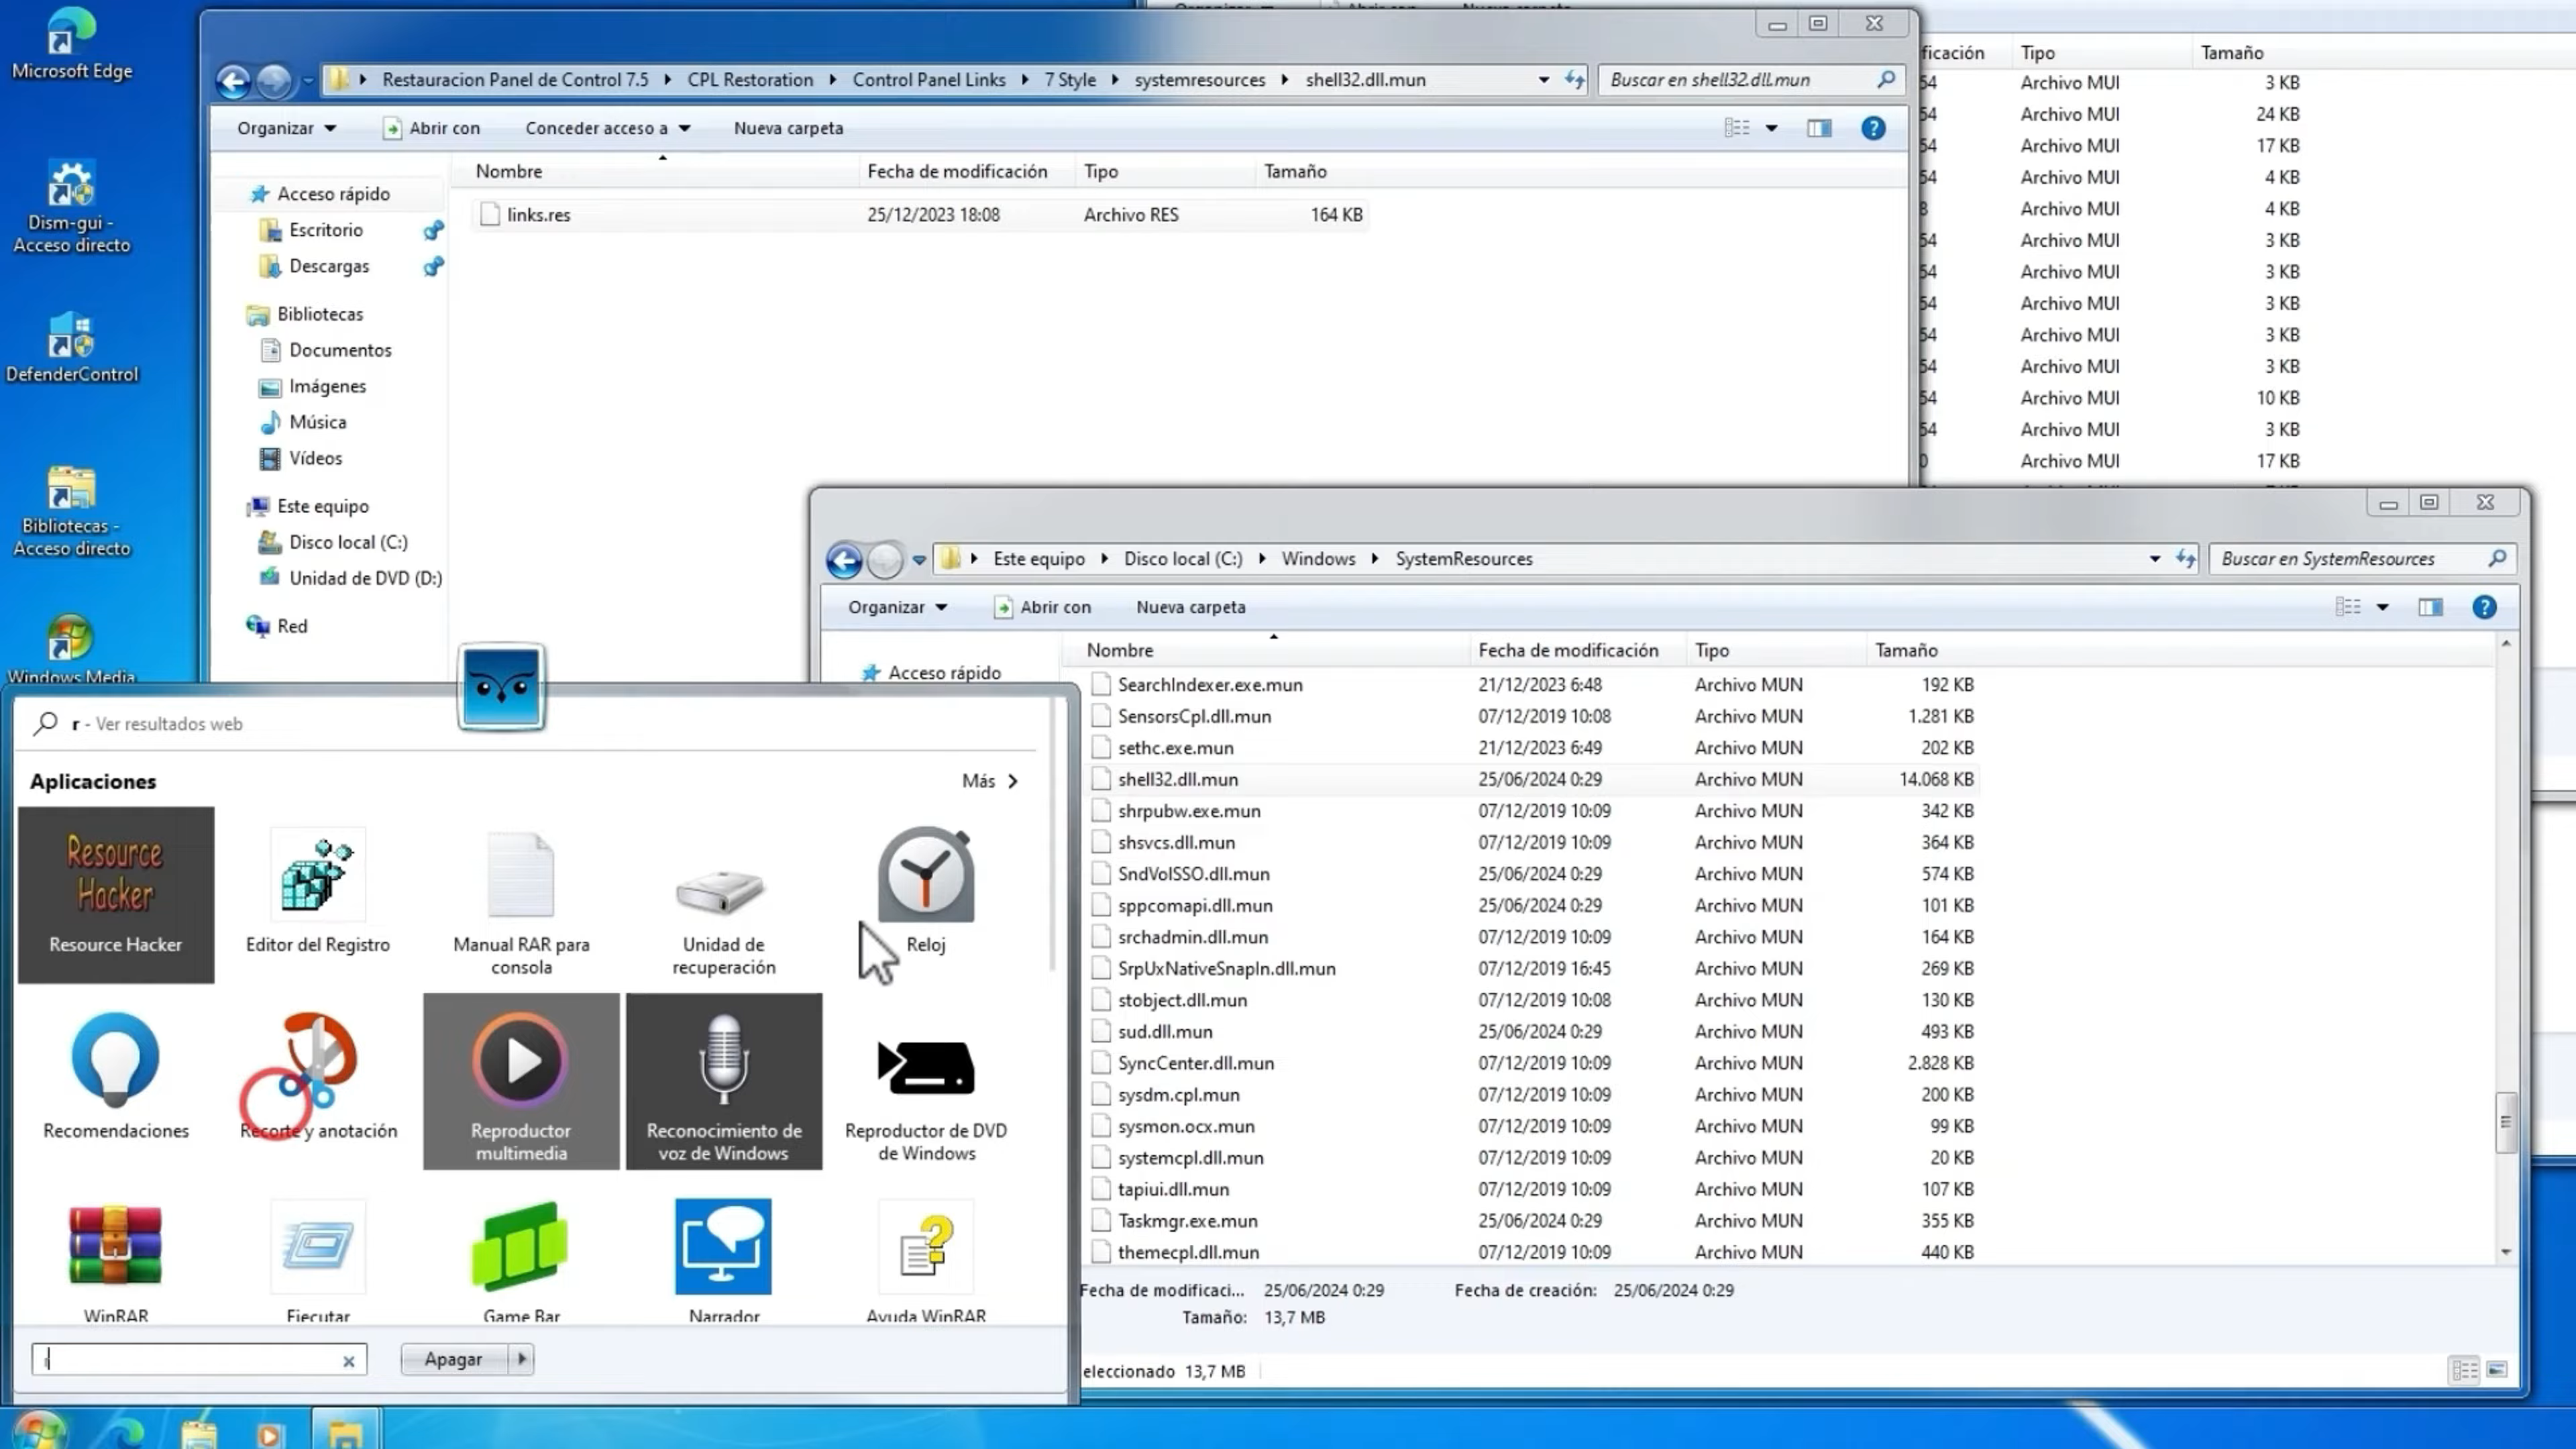 Microsoft Edge
Dism-gui -
Acceso directo
DefenderControl
Bibliotecas -
Acceso directo
Windows Media
Restauracion Panel de Control 7.5 CPL Restoration Control Panel Links 7 Style systemresources shell32.dll.mun
Buscar en shell32.dll.mun
Organizar Abrir con Conceder acceso a Nueva carpeta
Nombre Fecha de modificación Tipo Tamaño
links.res 25/12/2023 18:08 Archivo RES 164 KB
Acceso rápido
Escritorio
Descargas
Bibliotecas
Documentos
Imágenes
Música
Vídeos
Este equipo
Disco local (C:)
Unidad de DVD (D:)
Red
Organizar Abrir con Nueva carpeta
ficación Tipo Tamaño
54 Archivo MUI 3 KB
54 Archivo MUI 24 KB
54 Archivo MUI 17 KB
54 Archivo MUI 4 KB
8 Archivo MUI 4 KB
54 Archivo MUI 3 KB
54 Archivo MUI 3 KB
54 Archivo MUI 3 KB
54 Archivo MUI 3 KB
54 Archivo MUI 3 KB
54 Archivo MUI 10 KB
54 Archivo MUI 3 KB
0 Archivo MUI 17 KB
Este equipo Disco local (C:) Windows SystemResources
Buscar en SystemResources
Organizar Abrir con Nueva carpeta
Acceso rápido
Nombre Fecha de modificación Tipo Tamaño
SearchIndexer.exe.mun 21/12/2023 6:48 Archivo MUN 192 KB
SensorsCpl.dll.mun 07/12/2019 10:08 Archivo MUN 1.281 KB
sethc.exe.mun 21/12/2023 6:49 Archivo MUN 202 KB
shell32.dll.mun 25/06/2024 0:29 Archivo MUN 14.068 KB
shrpubw.exe.mun 07/12/2019 10:09 Archivo MUN 342 KB
shsvcs.dll.mun 07/12/2019 10:09 Archivo MUN 364 KB
SndVolSSO.dll.mun 25/06/2024 0:29 Archivo MUN 574 KB
sppcomapi.dll.mun 25/06/2024 0:29 Archivo MUN 101 KB
srchadmin.dll.mun 07/12/2019 10:09 Archivo MUN 164 KB
SrpUxNativeSnapIn.dll.mun 07/12/2019 16:45 Archivo MUN 269 KB
stobject.dll.mun 07/12/2019 10:08 Archivo MUN 130 KB
sud.dll.mun 25/06/2024 0:29 Archivo MUN 493 KB
SyncCenter.dll.mun 07/12/2019 10:09 Archivo MUN 2.828 KB
sysdm.cpl.mun 07/12/2019 10:09 Archivo MUN 200 KB
sysmon.ocx.mun 07/12/2019 10:09 Archivo MUN 99 KB
systemcpl.dll.mun 07/12/2019 10:09 Archivo MUN 20 KB
tapiui.dll.mun 07/12/2019 10:09 Archivo MUN 107 KB
Taskmgr.exe.mun 25/06/2024 0:29 Archivo MUN 355 KB
themecpl.dll.mun 07/12/2019 10:09 Archivo MUN 440 KB
Fecha de modificaci... 25/06/2024 0:29 Fecha de creación: 25/06/2024 0:29
Tamaño: 13,7 MB
eleccionado 13,7 MB
r - Ver resultados web
Aplicaciones
Más
Resource
Hacker
Resource Hacker
Editor del Registro
Manual RAR para
consola
Unidad de
recuperación
Reloj
Recomendaciones
Recorte y anotación
Reproductor
multimedia
Reconocimiento de
voz de Windows
Reproductor de DVD
de Windows
WinRAR
Ejecutar
Game Bar
Narrador
Ayuda WinRAR
Apagar